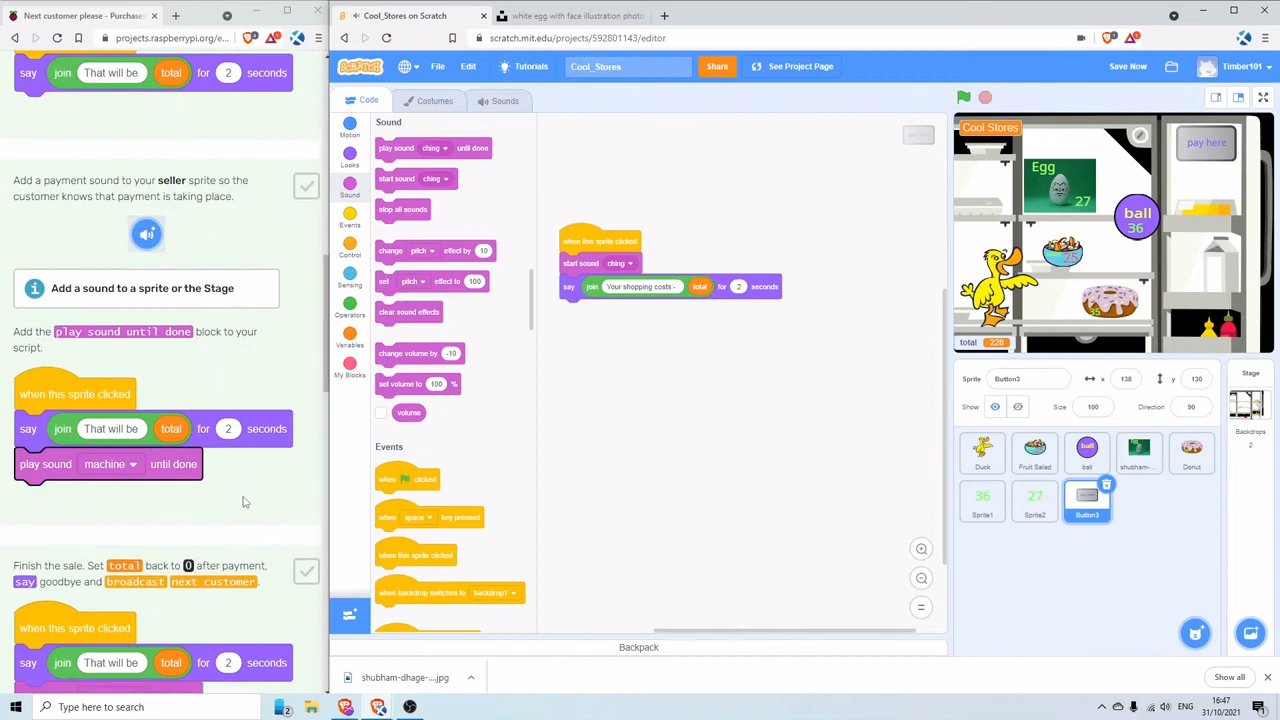 Next customer please - Purchase
projects.raspberrypi.org/e...
say join That will be total for 2 seconds
Add a payment sound to your seller sprite so the
customer knows that payment is taking place.
Add a sound to a sprite or the Stage
Add the play sound until done block to your
script.
when this sprite clicked
say join That will be total for 2 seconds
play sound machine until done
Finish the sale. Set total back to 0 after payment,
say goodbye and broadcast next customer.
when this sprite clicked
say join That will be total for 2 seconds
Cool_Stores on Scratch
white egg with face illustration photo
scratch.mit.edu/projects/592801143/editor
SCRATCH
File
Edit
Tutorials
Cool_Stores
Share
See Project Page
Save Now
Timber101
Code
Costumes
Sounds
Motion
Looks
Sound
Events
Control
Sensing
Operators
Variables
My Blocks
Sound
play sound ching until done
start sound ching
stop all sounds
change pitch effect by 10
set pitch effect to 100
clear sound effects
change volume by -10
set volume to 100 %
volume
Events
when clicked
when space key pressed
when this sprite clicked
when backdrop switches to backdrop1
when this sprite clicked
start sound ching
say join Your shopping costs - total for 2 seconds
Backpack
Cool Stores
pay here
Egg
27
ball
36
25
35
total 228
Sprite Button3 x 138 y 130
Show Size 100 Direction 90
Duck
Fruit Salad
ball
shubham-...
Donut
36
Sprite1
27
Sprite2
Button3
Stage
Backdrops
2
shubham-dhage-....jpg
Show all
Type here to search
2
ENG
16:47
31/10/2021
1